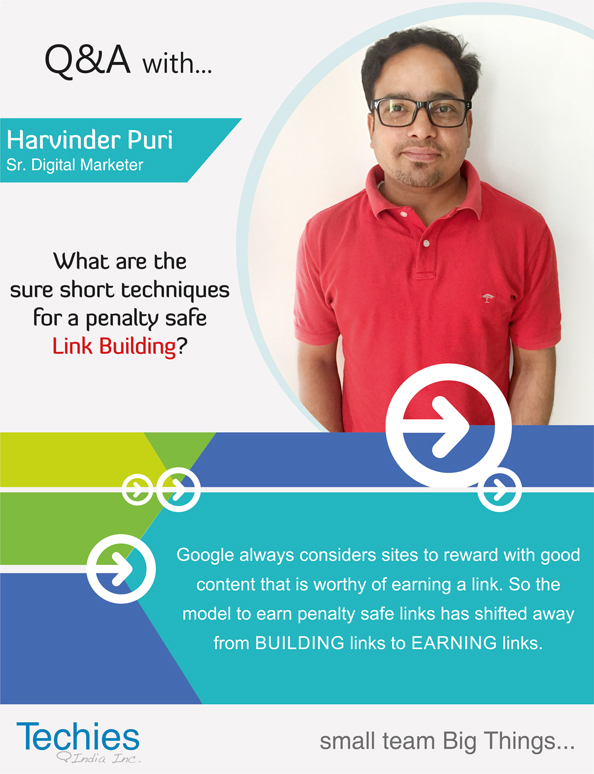 Q&A with...
Harvinder Puri
Sr. Digital Marketer
What are the
sure short techniques
for a penalty safe
Link Building?
Google always considers sites to reward with good
content that is worthy of earning a link. So the
model to earn penalty safe links has shifted away
from BUILDING links to EARNING links.
Techies
India Inc.
small team Big Things...